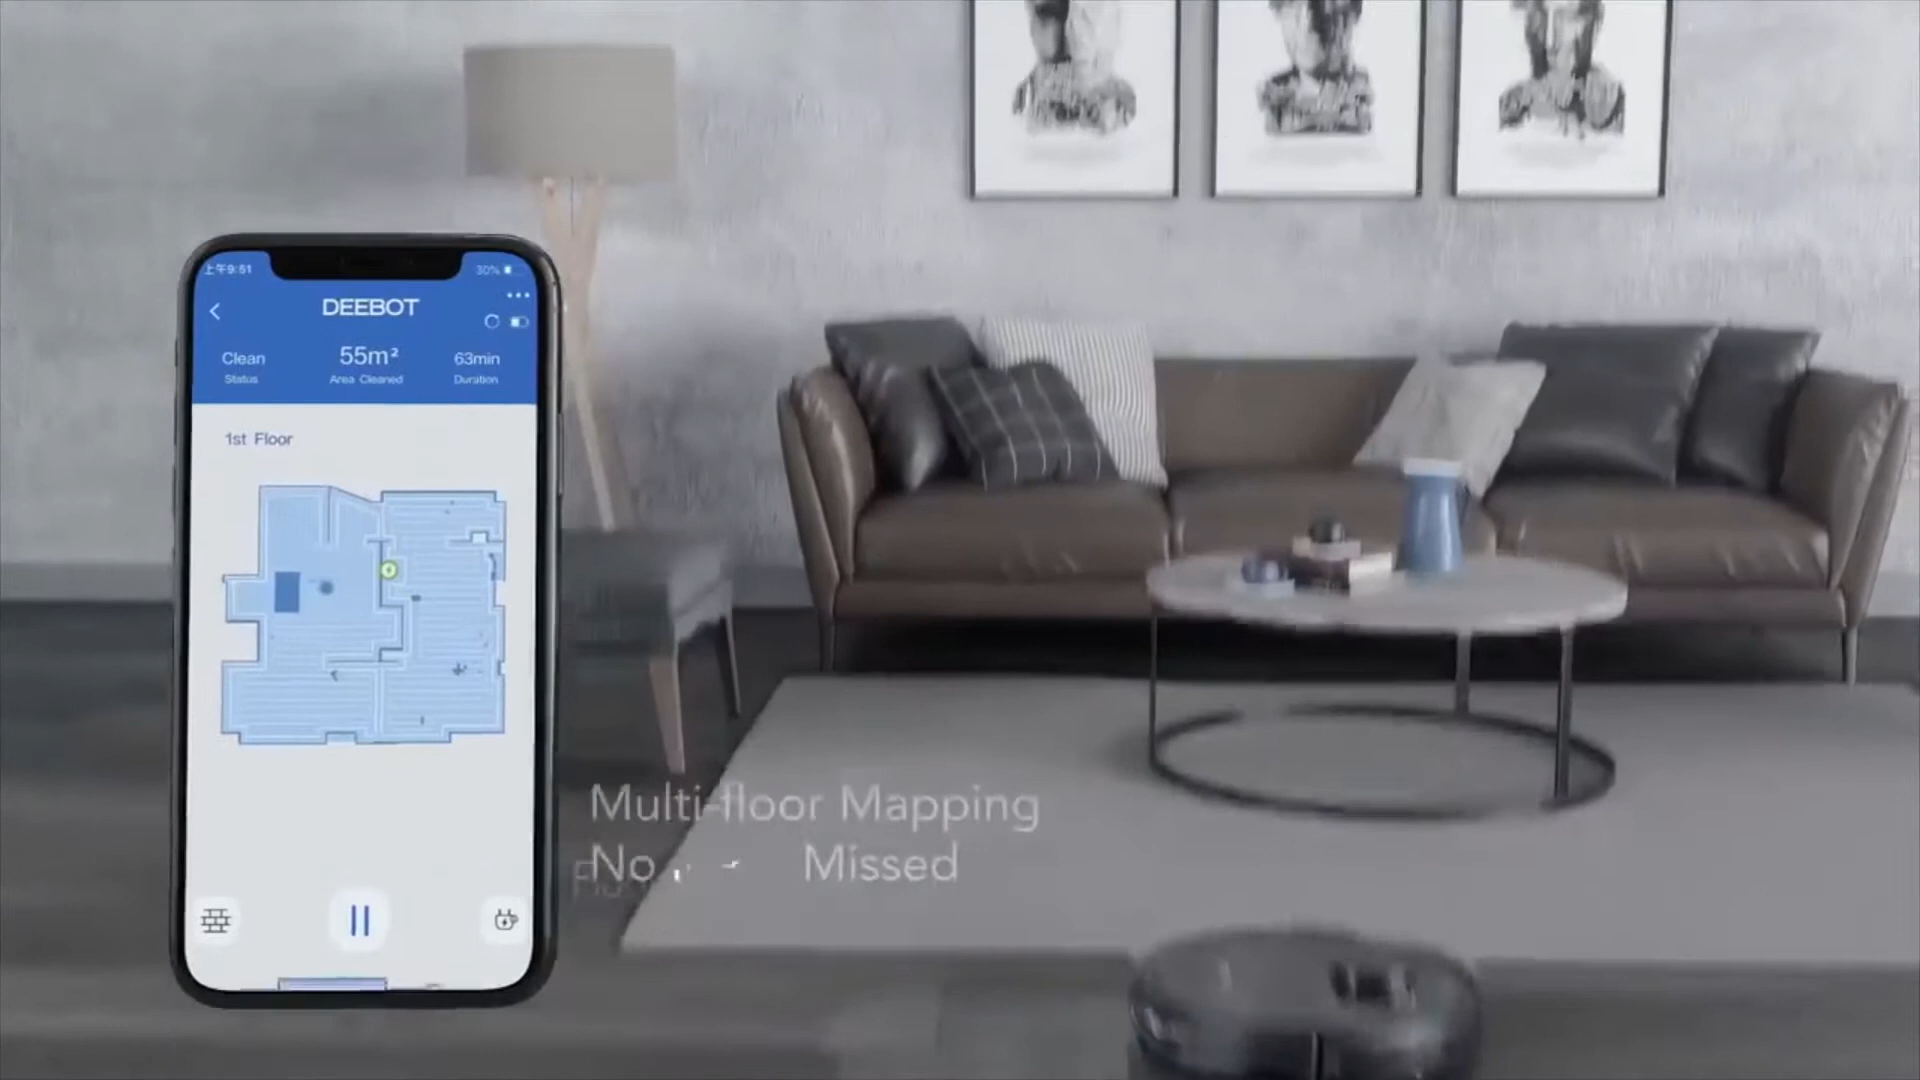 上午9:51
30%
DEEBOT
Clean
55m²
63min
Status
Area Cleaned
Duration
1st Floor
Multi-floor Mapping
No Missed